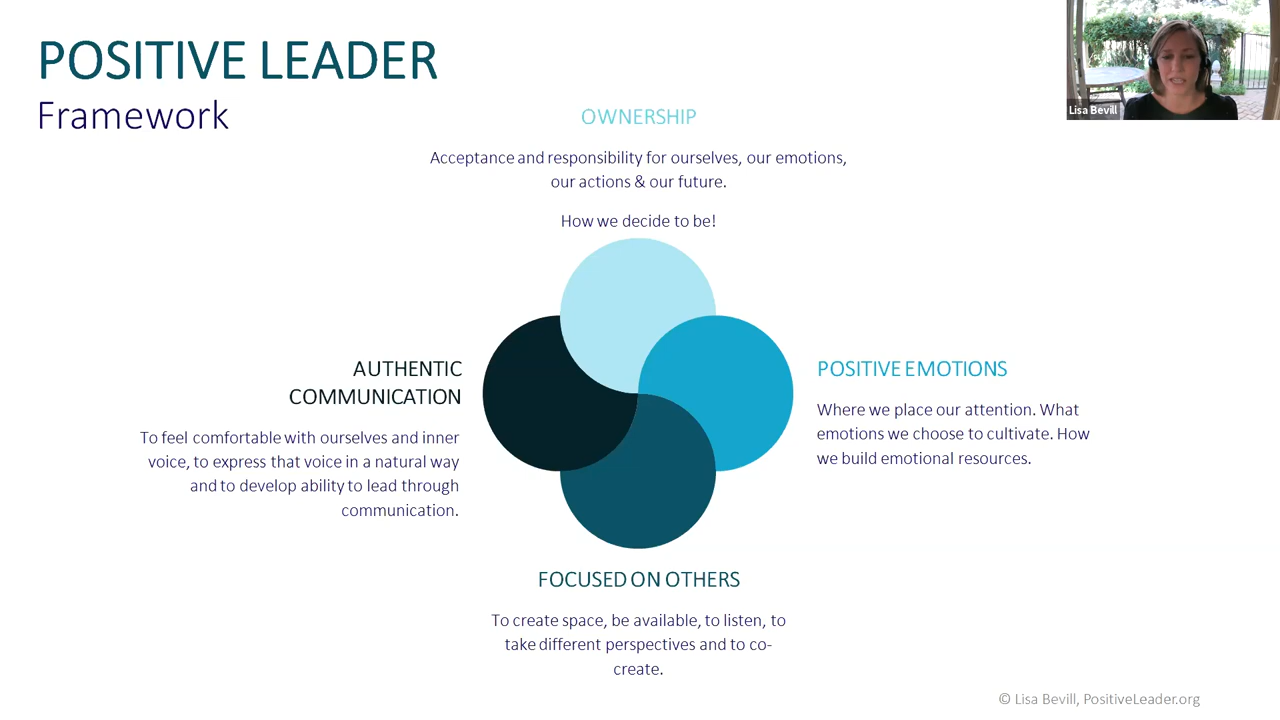 POSITIVE LEADER
Framework
Lisa Bevill
OWNERSHIP
Acceptance and responsibility for ourselves, our emotions,
our actions & our future.
How we decide to be!
AUTHENTIC
COMMUNICATION
To feel comfortable with ourselves and inner
voice, to express that voice in a natural way
and to develop ability to lead through
communication.
POSITIVE EMOTIONS
Where we place our attention. What
emotions we choose to cultivate. How
we build emotional resources.
FOCUSED ON OTHERS
To create space, be available, to listen, to
take different perspectives and to co-
create.
© Lisa Bevill, PositiveLeader.org